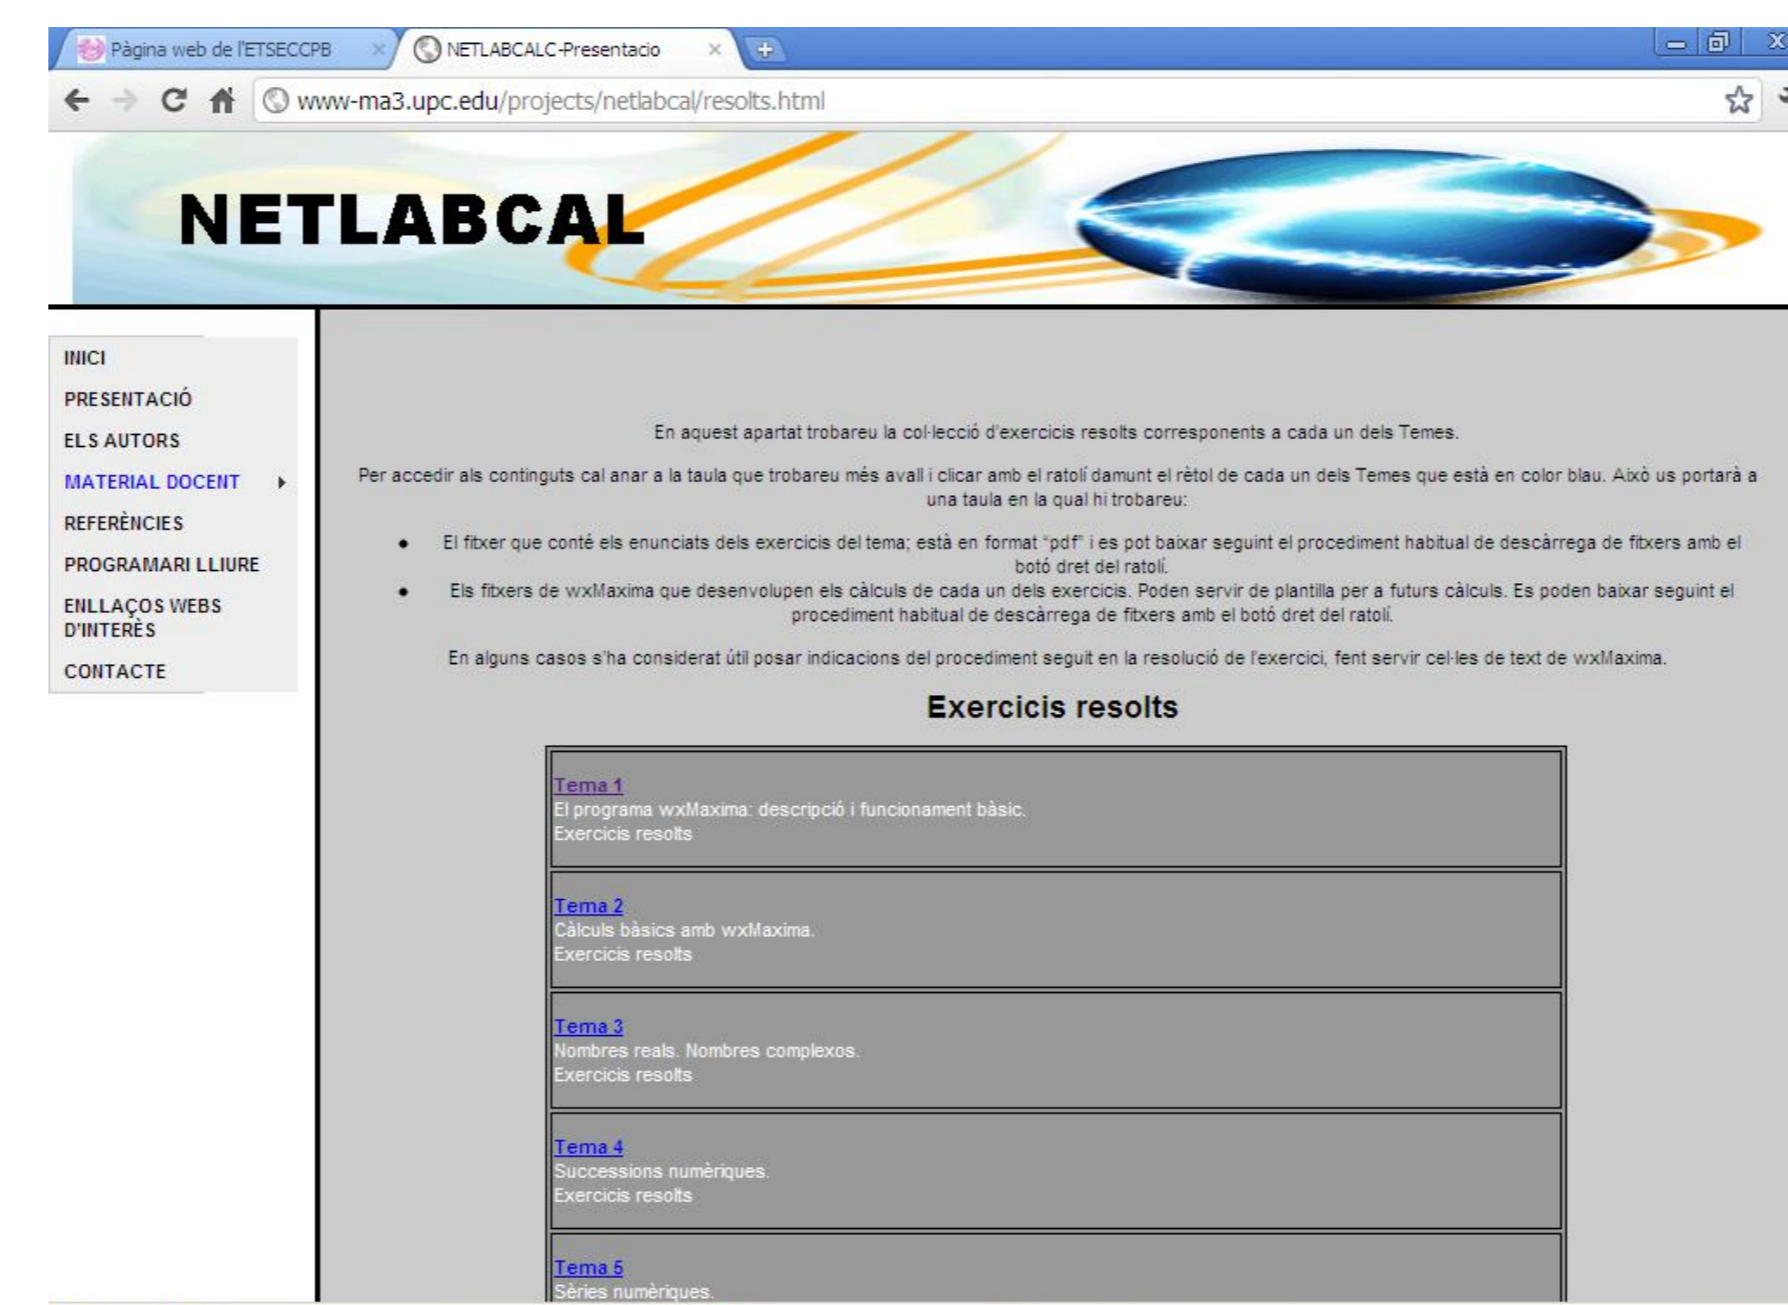 Pàgina web de l'ETSECCPB
NETLABCALC-Presentacio
www-ma3.upc.edu/projects/netlabcal/resolts.html
NETLABCAL
INICI
PRESENTACIÓ
ELS AUTORS
MATERIAL DOCENT
REFERÈNCIES
PROGRAMARI LLIURE
ENLLAÇOS WEBS
D'INTERÈS
CONTACTE
En aquest apartat trobareu la col·lecció d'exercicis resolts corresponents a cada un dels Temes.
Per accedir als continguts cal anar a la taula que trobareu més avall i clicar amb el ratolí damunt el rètol de cada un dels Temes que està en color blau. Això us portarà a
una taula en la qual hi trobareu:
• El fitxer que conté els enunciats dels exercicis del tema; està en format “pdf” i es pot baixar seguint el procediment habitual de descàrrega de fitxers amb el
botó dret del ratolí.
• Els fitxers de wxMaxima que desenvolupen els càlculs de cada un dels exercicis. Poden servir de plantilla per a futurs càlculs. Es poden baixar seguint el
procediment habitual de descàrrega de fitxers amb el botó dret del ratolí.
En alguns casos s'ha considerat útil posar indicacions del procediment seguit en la resolució de l'exercici, fent servir cel·les de text de wxMaxima.
Exercicis resolts
Tema 1
El programa wxMaxima: descripció i funcionament bàsic.
Exercicis resolts
Tema 2
Càlculs bàsics amb wxMaxima.
Exercicis resolts
Tema 3
Nombres reals. Nombres complexos.
Exercicis resolts
Tema 4
Successions numèriques.
Exercicis resolts
Tema 5
Sèries numèriques.